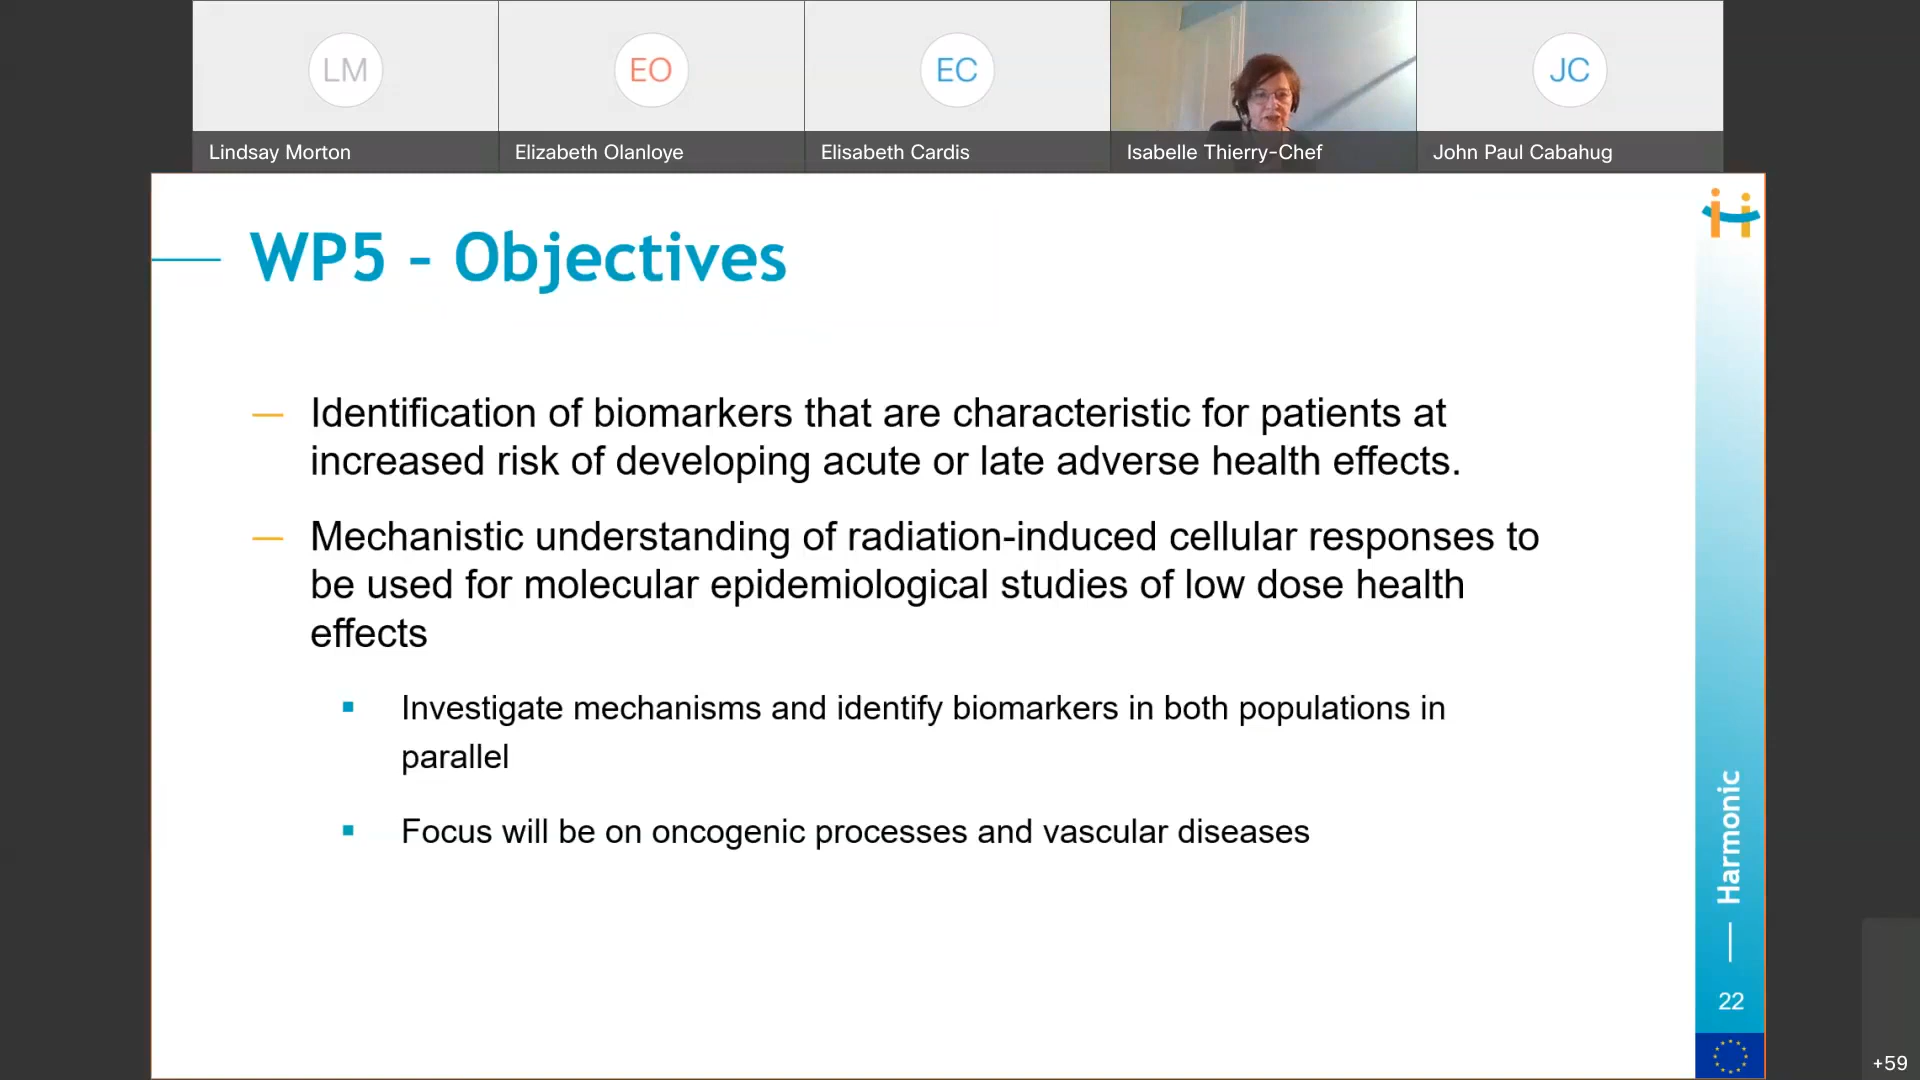 LM
EO
EC
JC
Lindsay Morton
Elizabeth Olanloye
Elisabeth Cardis
Isabelle Thierry-Chef
John Paul Cabahug
WP5 - Objectives
— Identification of biomarkers that are characteristic for patients at
increased risk of developing acute or late adverse health effects.
— Mechanistic understanding of radiation-induced cellular responses to
be used for molecular epidemiological studies of low dose health
effects
▪ Investigate mechanisms and identify biomarkers in both populations in
parallel
▪ Focus will be on oncogenic processes and vascular diseases
Harmonic
22
+59